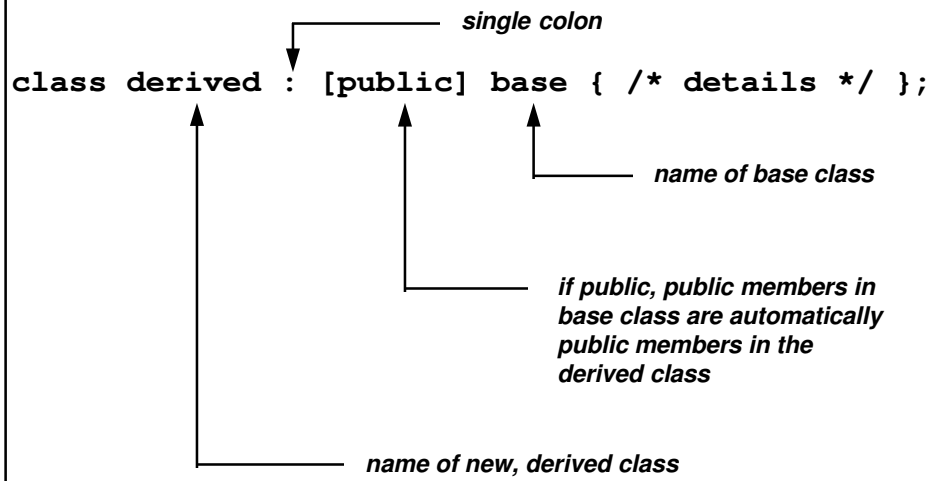 single colon
class derived : [public] base { /* details */ };
name of base class
if public, public members in
base class are automatically
public members in the
derived class
name of new, derived class